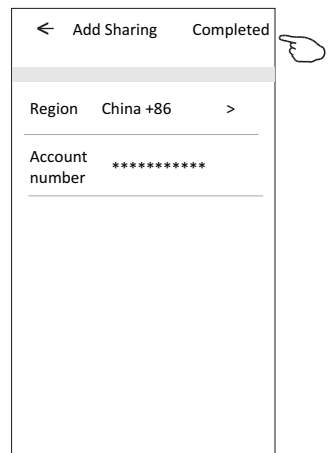 ← Add Sharing Completed
Region China +86 >
Account
number ***********